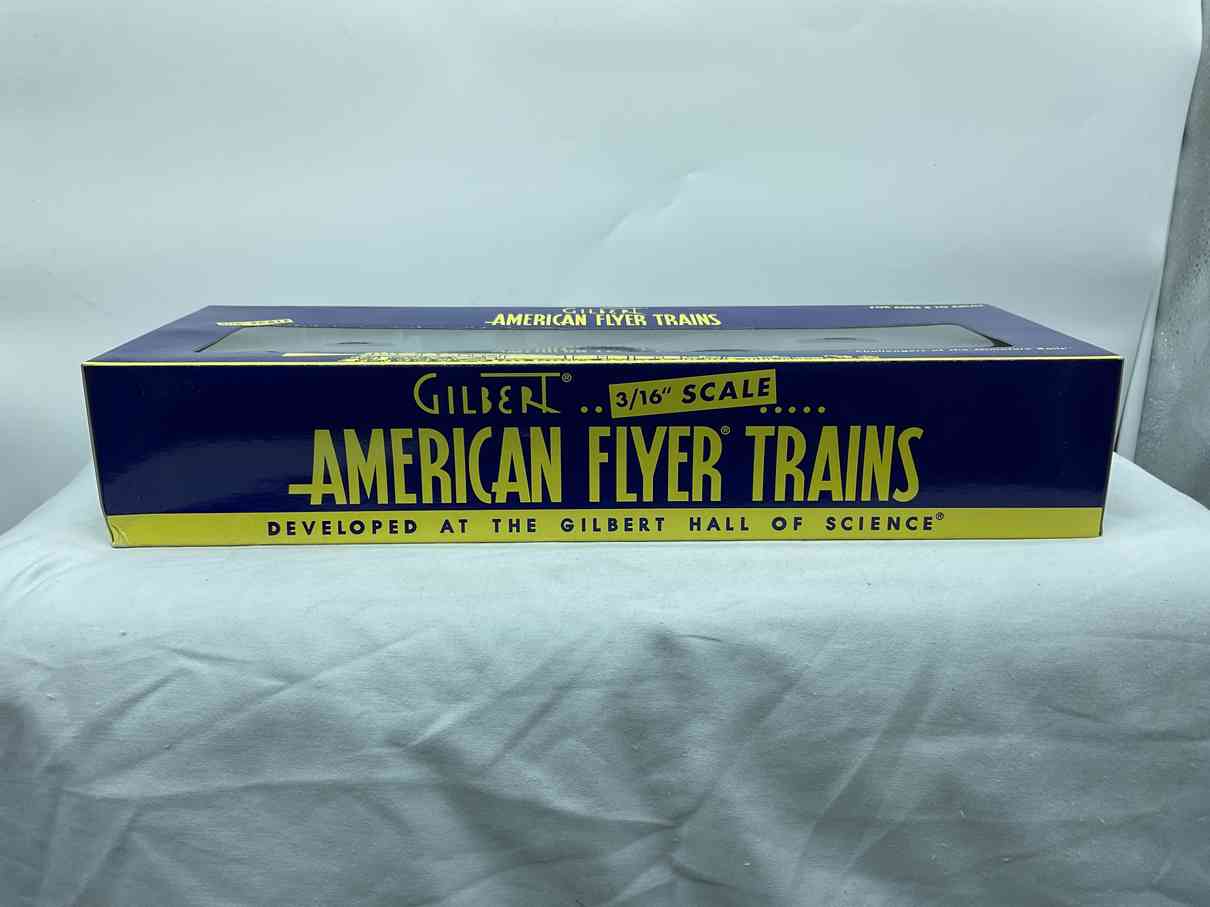 GILBERT
AMERICAN FLYER TRAINS
GILBERT® .. 3/16" SCALE .....
AMERICAN FLYER® TRAINS
DEVELOPED AT THE GILBERT HALL OF SCIENCE®